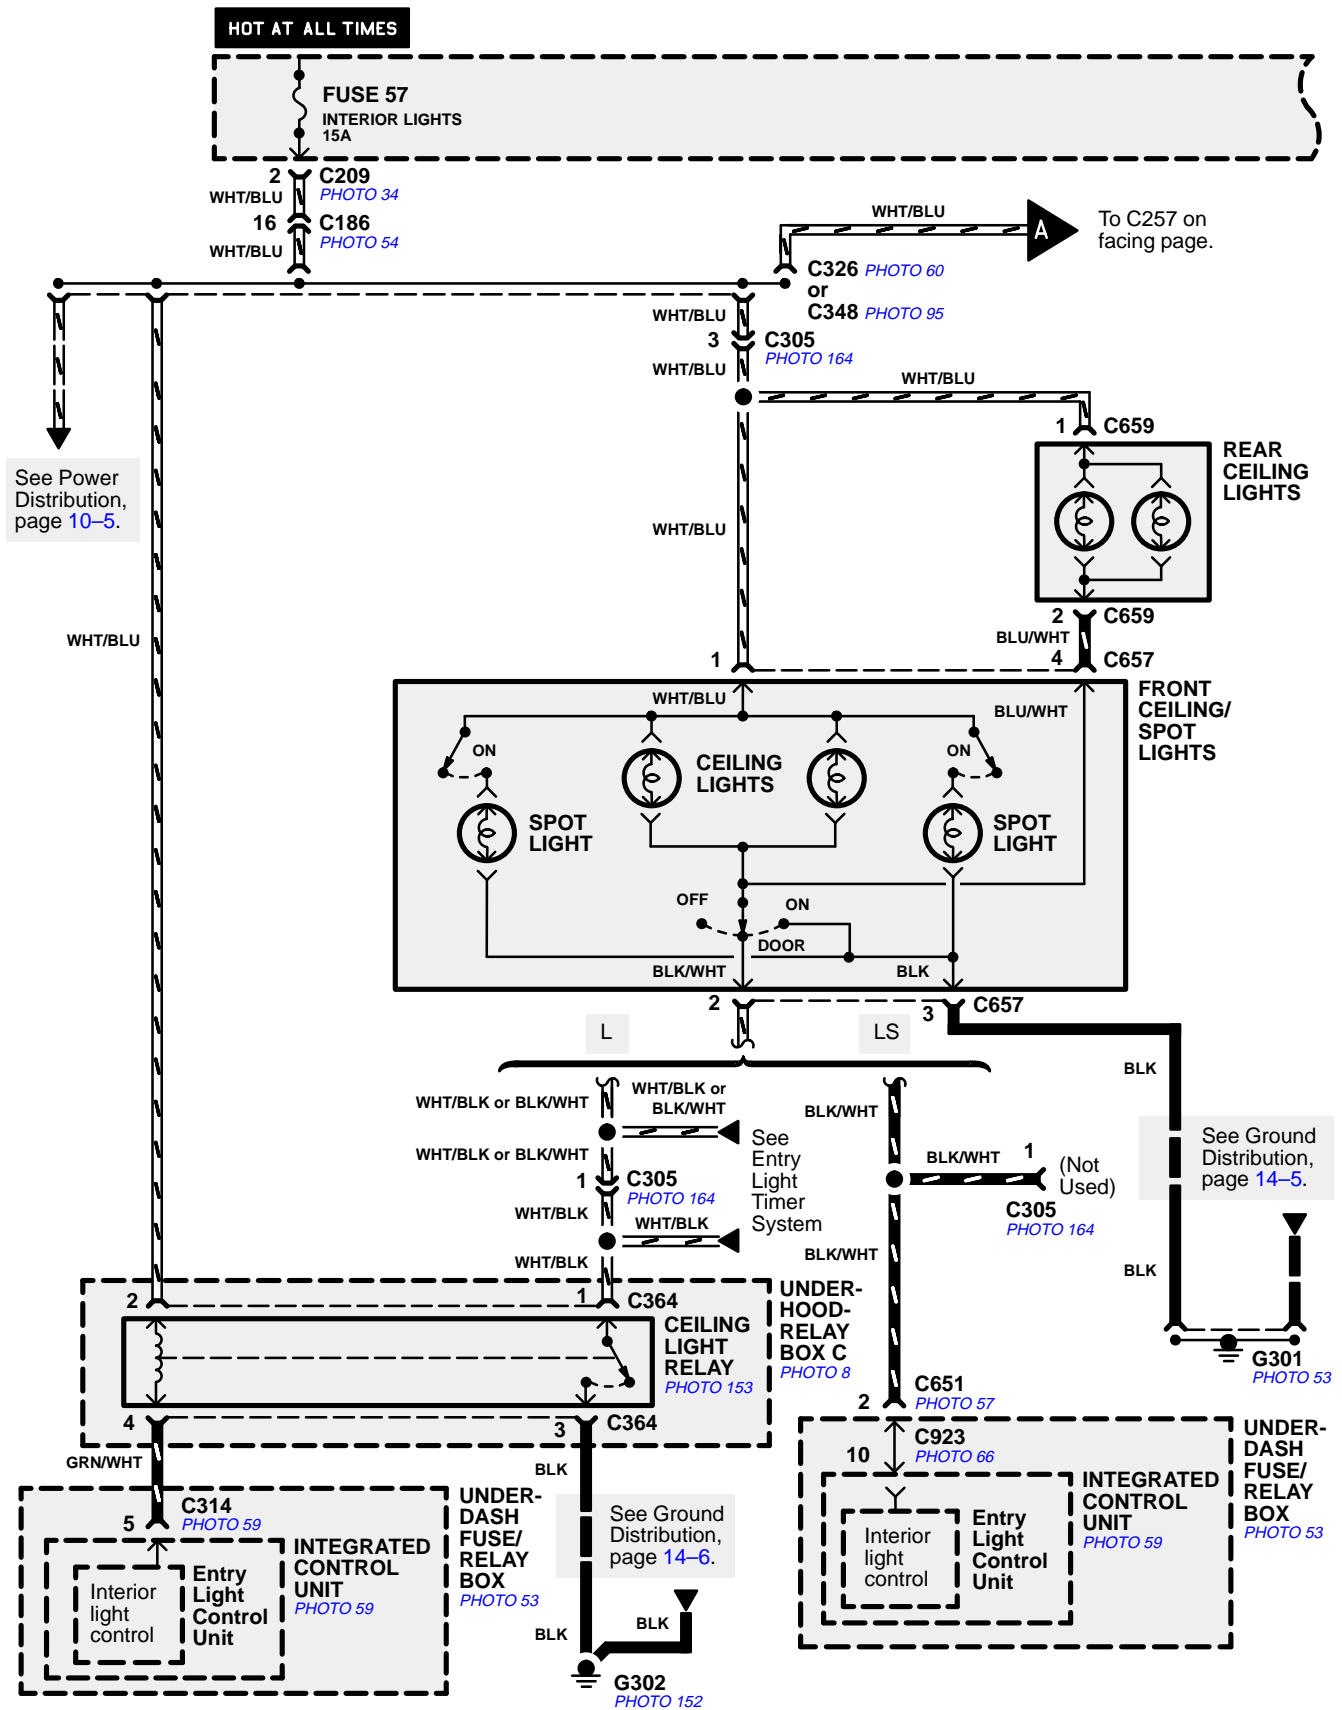 HOT AT ALL TIMES
FUSE 57
INTERIOR LIGHTS
15A
2 C209
PHOTO 34
WHT/BLU
16 C186
PHOTO 54
WHT/BLU
WHT/BLU
A
To C257 on
facing page.
C326 PHOTO 60
or
C348 PHOTO 95
WHT/BLU
3 C305
PHOTO 164
WHT/BLU
WHT/BLU
1 C659
REAR
CEILING
LIGHTS
See Power
Distribution,
page 10–5.
WHT/BLU
WHT/BLU
2 C659
BLU/WHT
1
4 C657
FRONT
CEILING/
SPOT
LIGHTS
WHT/BLU
BLU/WHT
ON
CEILING
LIGHTS
ON
SPOT
LIGHT
SPOT
LIGHT
OFF
ON
DOOR
BLK/WHT
BLK
2
3 C657
L
LS
BLK
WHT/BLK or BLK/WHT
WHT/BLK or
BLK/WHT
BLK/WHT
See
Entry
Light
Timer
System
WHT/BLK or BLK/WHT
1 C305
PHOTO 164
WHT/BLK
WHT/BLK
WHT/BLK
BLK/WHT
1
(Not
Used)
C305
PHOTO 164
BLK/WHT
See Ground
Distribution,
page 14–5.
BLK
G301
PHOTO 53
2
1 C364
UNDER-
HOOD-
RELAY
BOX C
PHOTO 8
CEILING
LIGHT
RELAY
PHOTO 153
4
3 C364
GRN/WHT
BLK
C314
PHOTO 59
5
UNDER-
DASH
FUSE/
RELAY
BOX
PHOTO 53
INTEGRATED
CONTROL
UNIT
PHOTO 59
Interior
light
control
Entry
Light
Control
Unit
See Ground
Distribution,
page 14–6.
BLK
BLK
G302
PHOTO 152
2 C651
PHOTO 57
10 C923
PHOTO 66
UNDER-
DASH
FUSE/
RELAY
BOX
PHOTO 53
INTEGRATED
CONTROL
UNIT
PHOTO 59
Interior
light
control
Entry
Light
Control
Unit